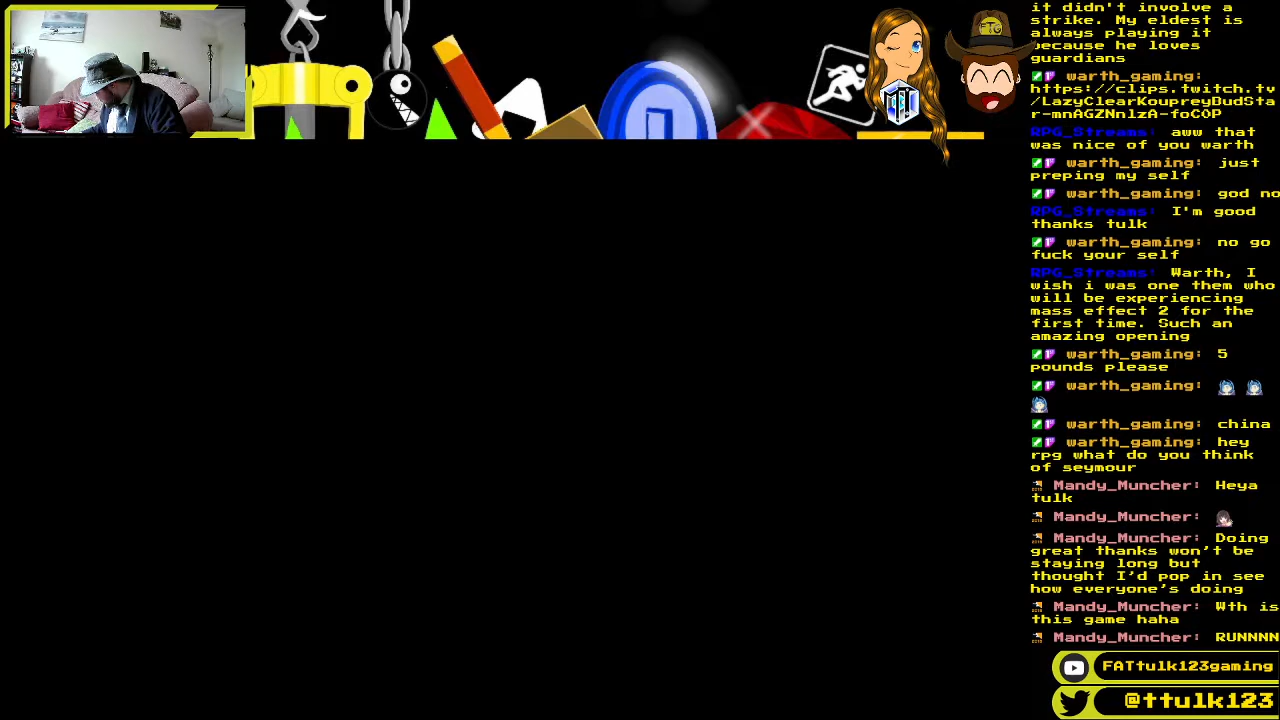 it didn't involve a
strike. My eldest is
always playing it
because he loves
guardians
warth_gaming:
https://clips.twitch.tv
/LazyClearKoupreyBudSta
r-mnAGZNnlzA-foCOP
RPG_Streams: aww that
was nice of you warth
warth_gaming: just
preping my self
warth_gaming: god no
RPG_Streams: I'm good
thanks tulk
warth_gaming: no go
fuck your self
RPG_Streams: Warth, I
wish i was one them who
will be experiencing
mass effect 2 for the
first time. Such an
amazing opening
warth_gaming: 5
pounds please
warth_gaming:
warth_gaming: china
warth_gaming: hey
rpg what do you think
of seymour
Mandy_Muncher: Heya
tulk
Mandy_Muncher:
Mandy_Muncher: Doing
great thanks won't be
staying long but
thought I'd pop in see
how everyone's doing
Mandy_Muncher: Wth is
this game haha
Mandy_Muncher: RUNNNN
FATtulk123gaming
@ttulk123